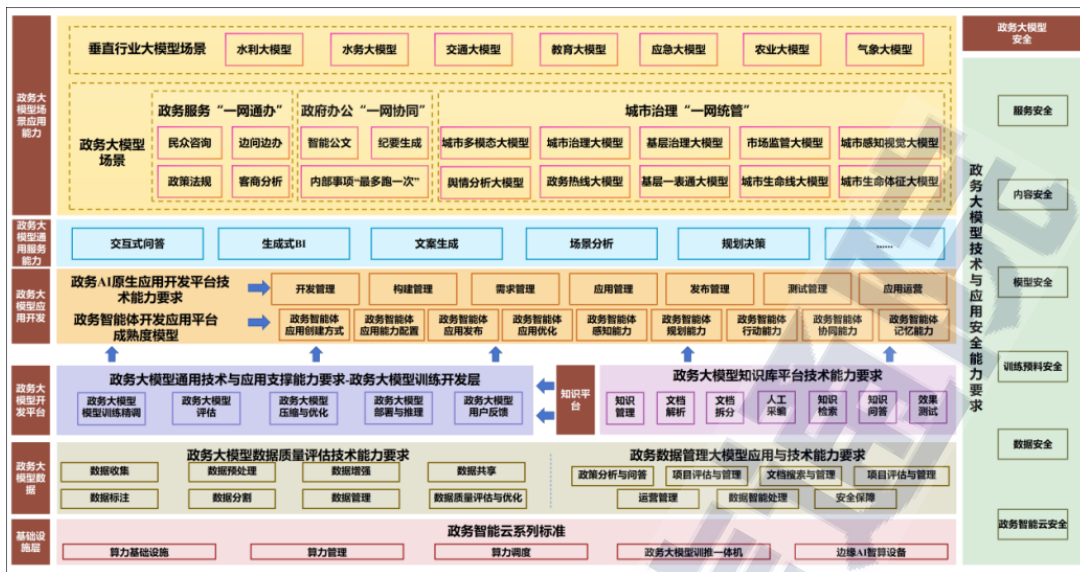 政务大模型场景应用能力
垂直行业大模型场景
水利大模型
水务大模型
交通大模型
教育大模型
应急大模型
农业大模型
气象大模型
政务大模型场景
政务服务“一网通办”
民众咨询
边问边办
政策法规
客商分析
政府办公“一网协同”
智能公文
纪要生成
内部事项“最多跑一次”
城市治理“一网统管”
城市多模态大模型
城市治理大模型
基层治理大模型
市场监管大模型
城市感知视觉大模型
舆情分析大模型
政务热线大模型
基层一表通大模型
城市生命线大模型
城市生命体征大模型
政务大模型通用服务能力
交互式问答
生成式BI
文案生成
场景分析
规划决策
......
政务大模型应用开发
政务AI原生应用开发平台技术能力要求
开发管理
构建管理
需求管理
应用管理
发布管理
测试管理
应用运营
政务智能体开发应用平台成熟度模型
政务智能体应用创建方式
政务智能体应用能力配置
政务智能体应用发布
政务智能体应用优化
政务智能体感知能力
政务智能体规划能力
政务智能体行动能力
政务智能体协同能力
政务智能体记忆能力
政务大模型开发平台
政务大模型通用技术与应用支撑能力要求-政务大模型训练开发层
政务大模型模型训练精调
政务大模型评估
政务大模型压缩与优化
政务大模型部署与推理
政务大模型用户反馈
知识平台
政务大模型知识库平台技术能力要求
知识管理
文档解析
文档拆分
人工采编
知识检索
知识问答
效果测试
政务大模型数据
政务大模型数据质量评估技术能力要求
数据收集
数据预处理
数据增强
数据共享
数据标注
数据分割
数据管理
数据质量评估与优化
政务数据管理大模型应用与技术能力要求
政策分析与问答
项目评估与管理
文档搜索与管理
项目评估与管理
运营管理
数据智能处理
安全保障
基础设施层
政务智能云系列标准
算力基础设施
算力管理
算力调度
政务大模型训推一体机
边缘AI智算设备
政务大模型安全
政务大模型技术与应用安全能力要求
服务安全
内容安全
模型安全
训练预料安全
数据安全
政务智能云安全